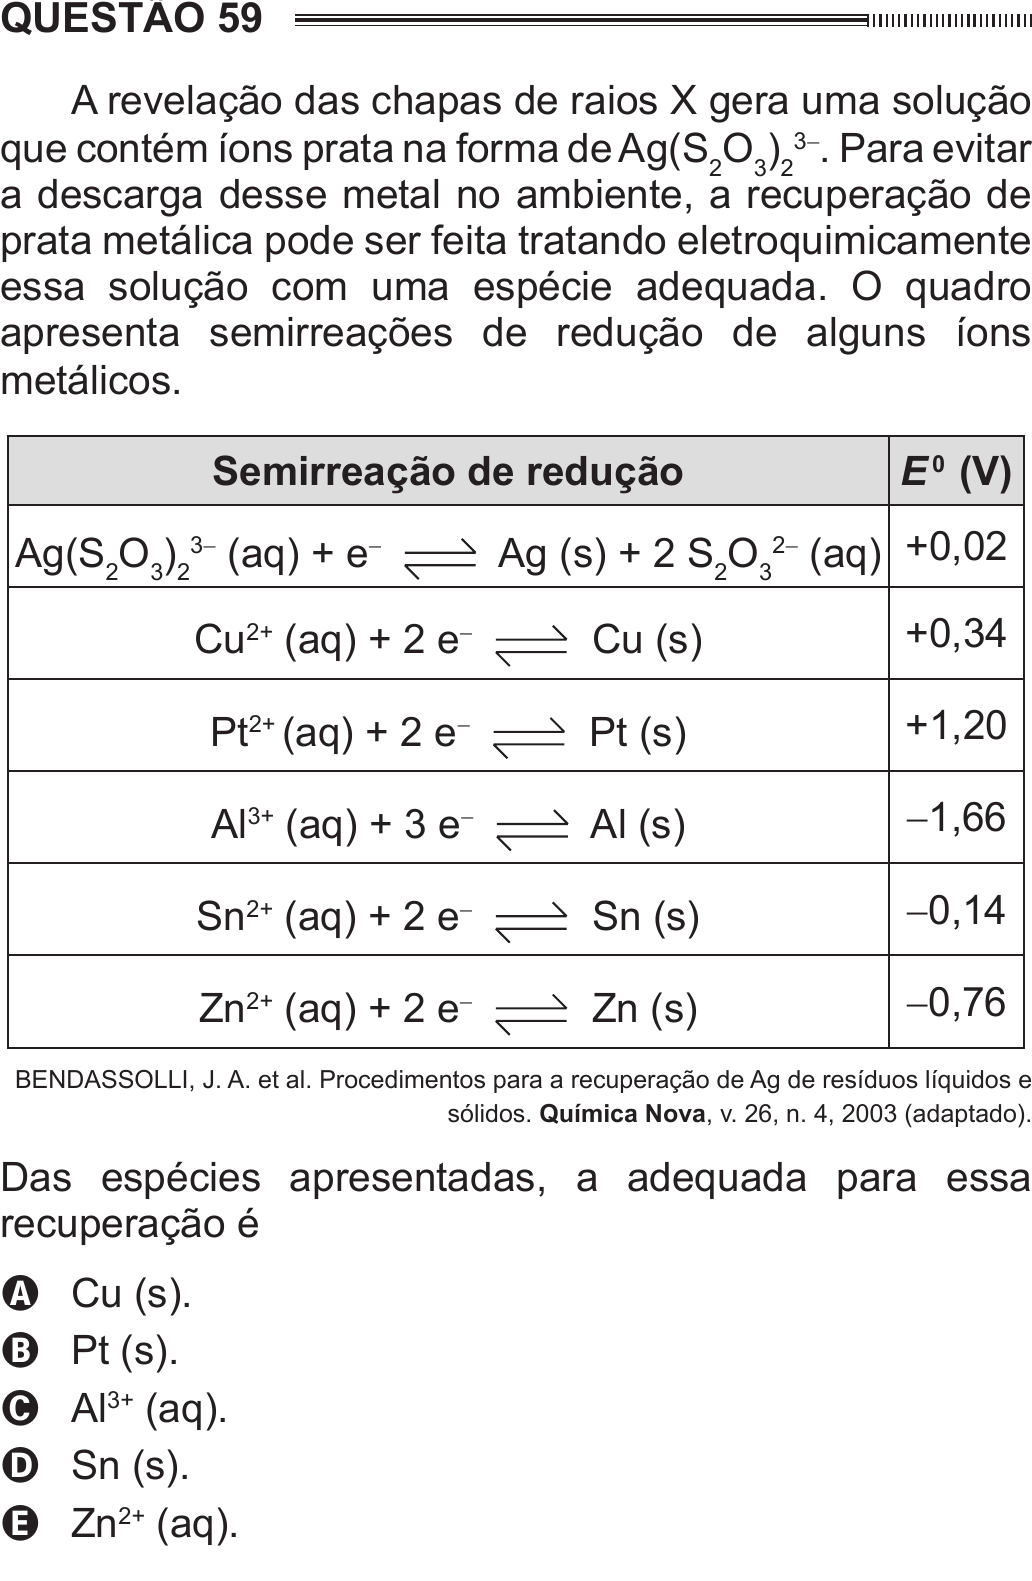 QUESTÃO 59
A revelação das chapas de raios X gera uma solução
que contém íons prata na forma de Ag(S₂O₃)₂³⁻. Para evitar
a descarga desse metal no ambiente, a recuperação de
prata metálica pode ser feita tratando eletroquimicamente
essa solução com uma espécie adequada. O quadro
apresenta semirreações de redução de alguns íons
metálicos.
Semirreação de redução E⁰ (V)
Ag(S₂O₃)₂³⁻ (aq) + e⁻ ⇌ Ag (s) + 2 S₂O₃²⁻ (aq) +0,02
Cu²⁺ (aq) + 2 e⁻ ⇌ Cu (s) +0,34
Pt²⁺ (aq) + 2 e⁻ ⇌ Pt (s) +1,20
Al³⁺ (aq) + 3 e⁻ ⇌ Al (s) −1,66
Sn²⁺ (aq) + 2 e⁻ ⇌ Sn (s) −0,14
Zn²⁺ (aq) + 2 e⁻ ⇌ Zn (s) −0,76
BENDASSOLLI, J. A. et al. Procedimentos para a recuperação de Ag de resíduos líquidos e
sólidos. Química Nova, v. 26, n. 4, 2003 (adaptado).
Das espécies apresentadas, a adequada para essa
recuperação é
A Cu (s).
B Pt (s).
C Al³⁺ (aq).
D Sn (s).
E Zn²⁺ (aq).